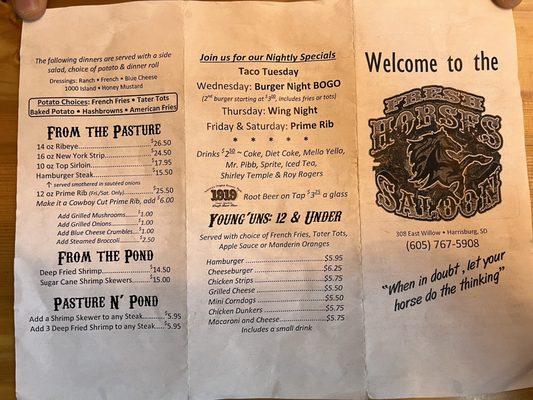 The following dinners are served with a side
salad, choice of potato & dinner roll
Dressings: Ranch • French • Blue Cheese
1000 Island • Honey Mustard
Potato Choices: French Fries • Tater Tots
Baked Potato • Hashbrowns • American Fries
FROM THE PASTURE
14 oz Ribeye.....$26.50
16 oz New York Strip.....$24.50
10 oz Top Sirloin.....$17.95
Hamburger Steak.....$15.50
↑ served smothered in sautéed onions
12 oz Prime Rib (Fri./Sat. Only).....$25.50
Make it a Cowboy Cut Prime Rib, add $6.00
Add Grilled Mushrooms.....$1.00
Add Grilled Onions.....$1.00
Add Blue Cheese Crumbles.....$1.00
Add Steamed Broccoli.....$2.50
FROM THE POND
Deep Fried Shrimp.....$14.50
Sugar Cane Shrimp Skewers.....$15.00
PASTURE N' POND
Add a Shrimp Skewer to any Steak.....$5.95
Add 3 Deep Fried Shrimp to any Steak.....$5.95
Join us for our Nightly Specials
Taco Tuesday
Wednesday: Burger Night BOGO
(2nd burger starting at includes fries or tots)
Thursday: Wing Night
Friday & Saturday: Prime Rib
* * * * *
Drinks $2.50 ~ Coke, Diet Coke, Mello Yello,
Mr. Pibb, Sprite, Iced Tea,
Shirley Temple & Roy Rogers
1919
Root Beer on Tap $3.25 a glass
YOUNG'UNS: 12 & UNDER
Served with choice of French Fries, Tater Tots,
Apple Sauce or Manderin Oranges
Hamburger.....$5.95
Cheeseburger.....$6.25
Chicken Strips.....$5.75
Grilled Cheese.....$5.50
Mini Corndogs.....$5.50
Chicken Dunkers.....$5.75
Macaroni and Cheese.....$5.75
Includes a small drink
Welcome to the
FRESH
HORSES
SALOON
308 East Willow • Harrisburg, SD
(605) 767-5908
"When in doubt, let your
horse do the thinking"